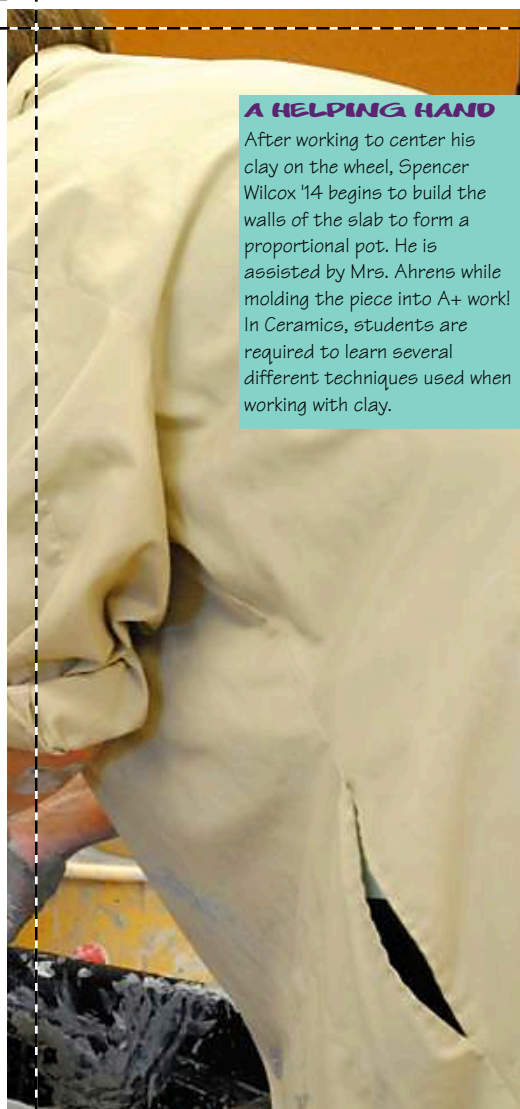 A HELPING HAND
After working to center his
clay on the wheel, Spencer
Wilcox '14 begins to build the
walls of the slab to form a
proportional pot. He is
assisted by Mrs. Ahrens while
molding the piece into A+ work!
In Ceramics, students are
required to learn several
different techniques used when
working with clay.